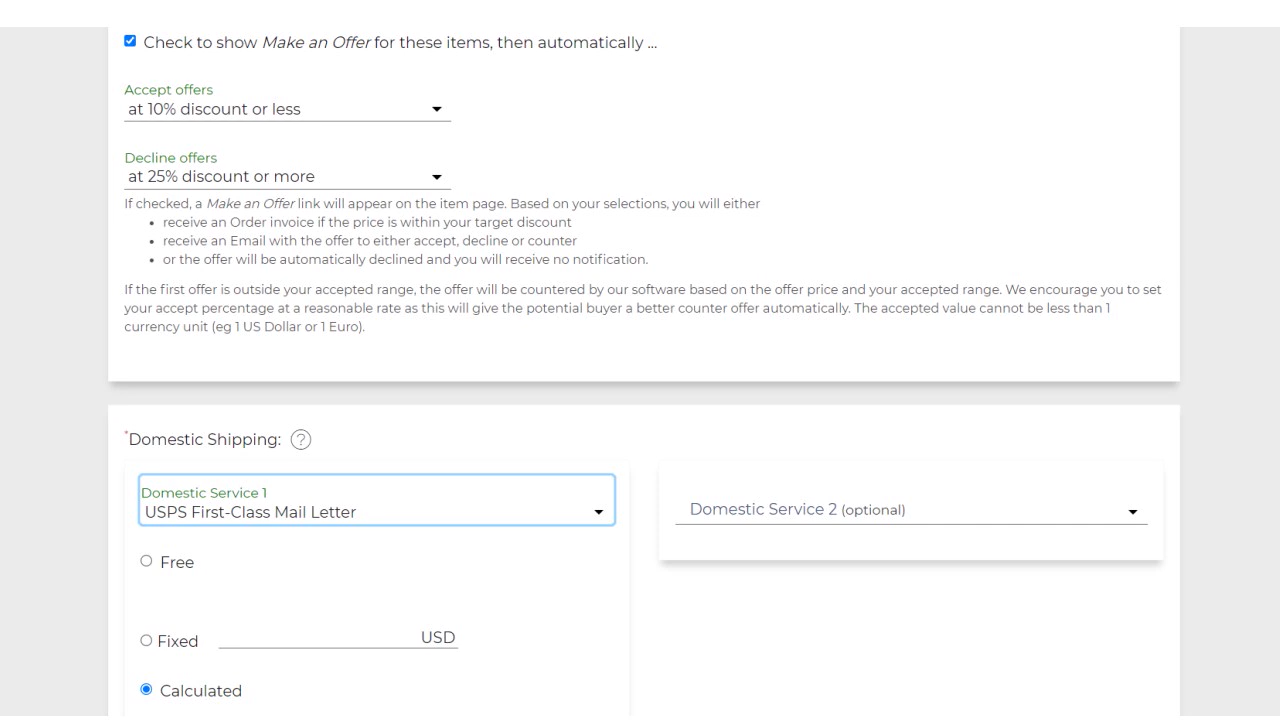 Check to show Make an Offer for these items, then automatically ...
Accept offers
at 10% discount or less
Decline offers
at 25% discount or more
If checked, a Make an Offer link will appear on the item page. Based on your selections, you will either
• receive an Order invoice if the price is within your target discount
• receive an Email with the offer to either accept, decline or counter
• or the offer will be automatically declined and you will receive no notification.
If the first offer is outside your accepted range, the offer will be countered by our software based on the offer price and your accepted range. We encourage you to set
your accept percentage at a reasonable rate as this will give the potential buyer a better counter offer automatically. The accepted value cannot be less than 1
currency unit (eg 1 US Dollar or 1 Euro).
*Domestic Shipping: ?
Domestic Service 1
USPS First-Class Mail Letter
Domestic Service 2 (optional)
Free
Fixed USD
Calculated